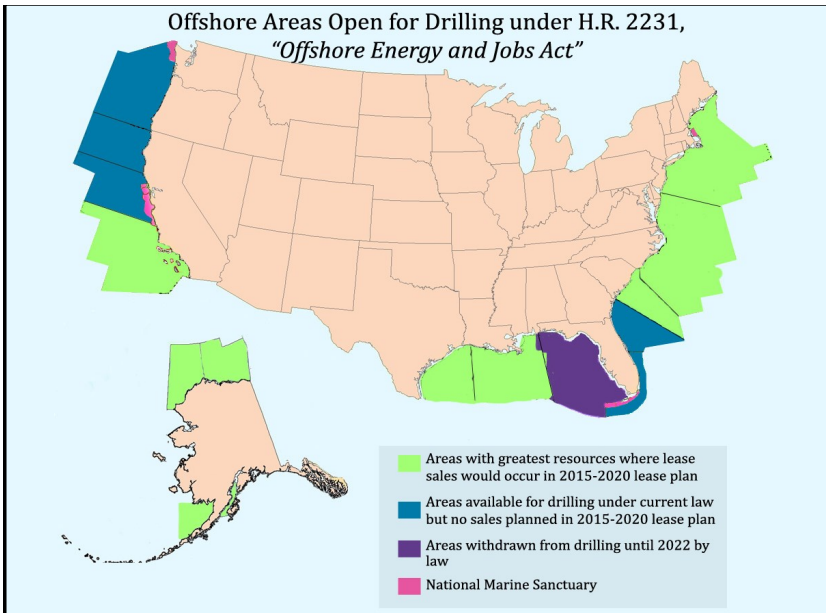 Offshore Areas Open for Drilling under H.R. 2231,
“Offshore Energy and Jobs Act”
Areas with greatest resources where lease
sales would occur in 2015-2020 lease plan
Areas available for drilling under current law
but no sales planned in 2015-2020 lease plan
Areas withdrawn from drilling until 2022 by
law
National Marine Sanctuary